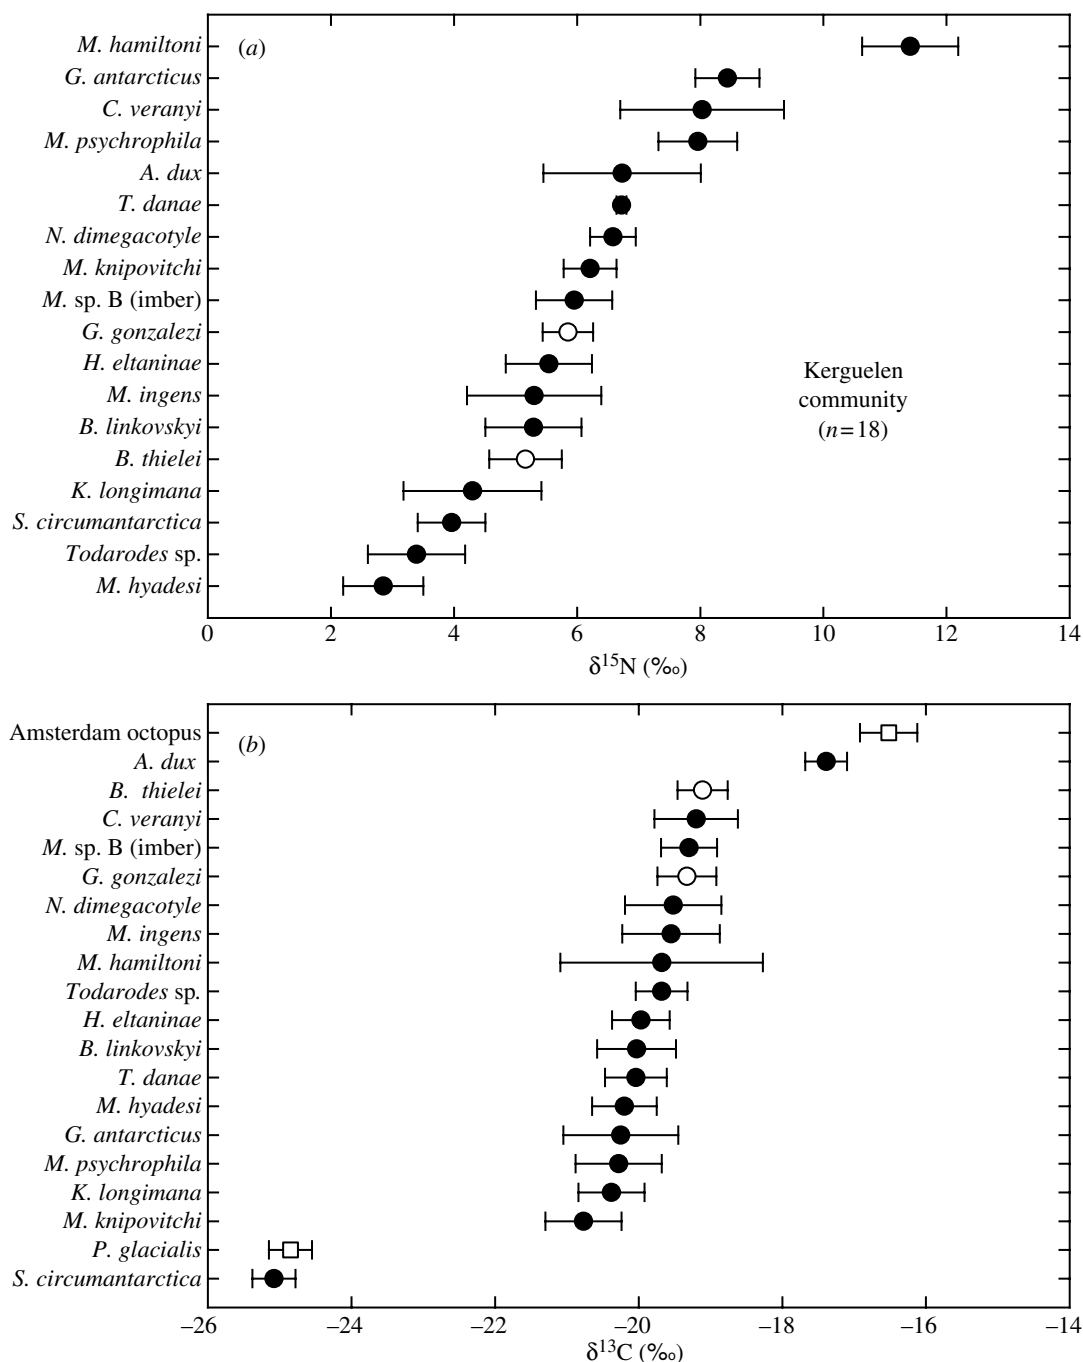 (a)
M. hamiltoni
G. antarcticus
C. veranyi
M. psychrophila
A. dux
T. danae
N. dimegacotyle
M. knipovitchi
M. sp. B (imber)
G. gonzalezi
H. eltaninae
M. ingens
B. linkovskyi
B. thielei
K. longimana
S. circumantarctica
Todarodes sp.
M. hyadesi
Kerguelen
community
(n=18)
0 2 4 6 8 10 12 14
δ¹⁵N (‰)
(b)
Amsterdam octopus
A. dux
B. thielei
C. veranyi
M. sp. B (imber)
G. gonzalezi
N. dimegacotyle
M. ingens
M. hamiltoni
Todarodes sp.
H. eltaninae
B. linkovskyi
T. danae
M. hyadesi
G. antarcticus
M. psychrophila
K. longimana
M. knipovitchi
P. glacialis
S. circumantarctica
–26 –24 –22 –20 –18 –16 –14
δ¹³C (‰)